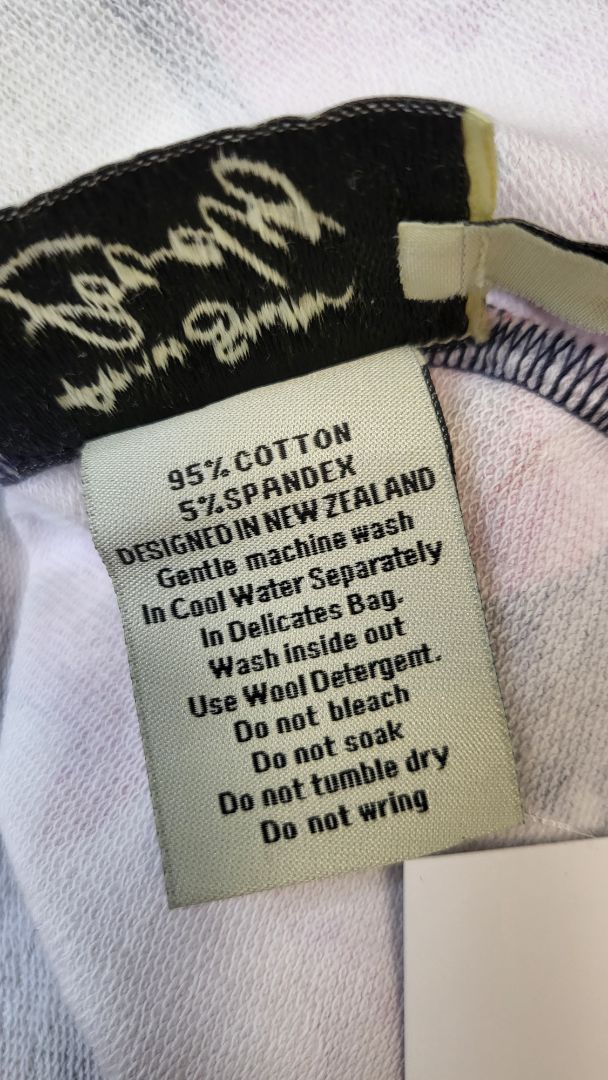 95% COTTON
5% SPANDEX
DESIGNED IN NEW ZEALAND
Gentle machine wash
In Cool Water Separately
In Delicates Bag.
Wash inside out
Use Wool Detergent.
Do not bleach
Do not soak
Do not tumble dry
Do not wring